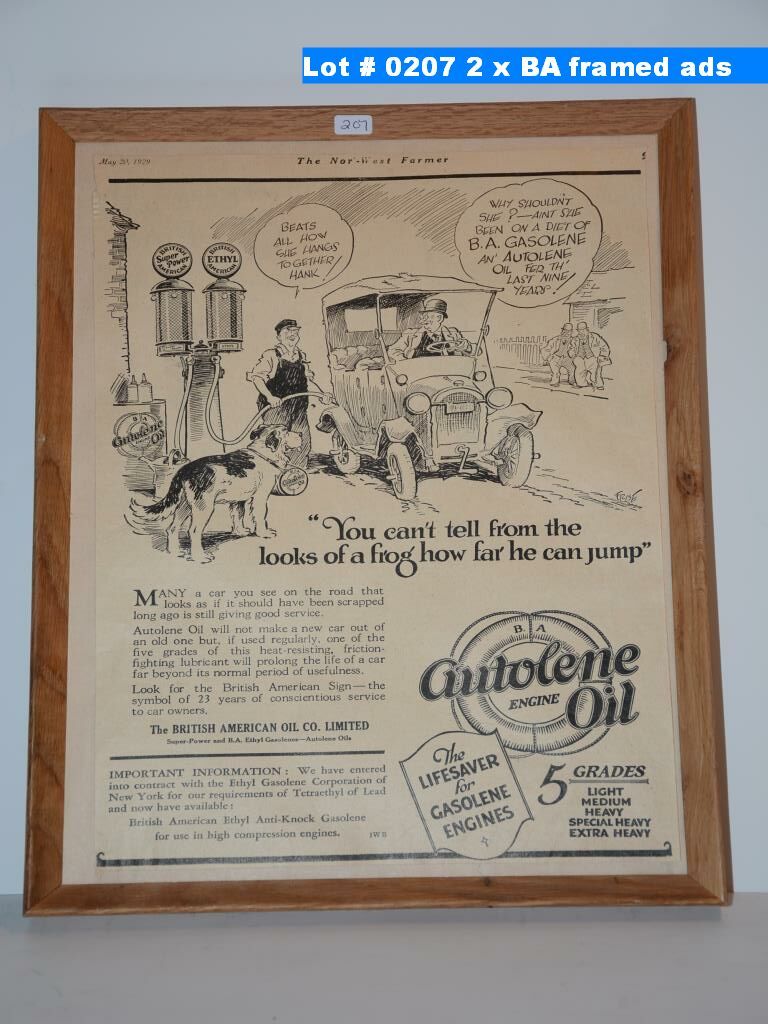 Lot # 0207 2 x BA framed ads
207
May 20, 1929
The Nor'-West Farmer
5
BEATS
ALL HOW
SHE HANGS
TOGETHER
HANK!
WHY SHOULDN'T
SHE?—AINT SHE
BEEN ON A DIET OF
B.A. GASOLENE
AN' AUTOLENE
OIL FER TH'
LAST NINE
YEARS!
BRITISH
Super-Power
AMERICAN
BRITISH
ETHYL
AMERICAN
B A
Autolene
Oil
"You can't tell from the
looks of a frog how far he can jump"
MANY a car you see on the road that
looks as if it should have been scrapped
long ago is still giving good service.
Autolene Oil will not make a new car out of
an old one but, if used regularly, one of the
five grades of this heat-resisting, friction-
fighting lubricant will prolong the life of a car
far beyond its normal period of usefulness.
Look for the British American Sign—the
symbol of 23 years of conscientious service
to car owners.
The BRITISH AMERICAN OIL CO. LIMITED
Super-Power and B.A. Ethyl Gasolenes—Autolene Oils
IMPORTANT INFORMATION: We have entered
into contract with the Ethyl Gasolene Corporation of
New York for our requirements of Tetraethyl of Lead
and now have available:
British American Ethyl Anti-Knock Gasolene
for use in high compression engines.
1WB
B A
Autolene
ENGINE
Oil
The
LIFESAVER
for
GASOLENE
ENGINES
5 GRADES
LIGHT
MEDIUM
HEAVY
SPECIAL HEAVY
EXTRA HEAVY